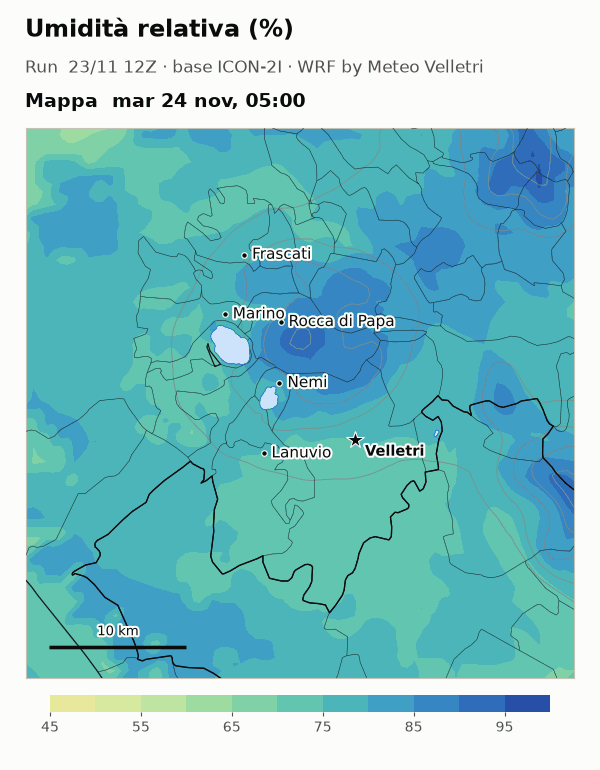 Umidità relativa (%)
Run  23/11 12Z · base ICON-2I · WRF by Meteo Velletri
Mappa  mar 24 nov, 05:00
Frascati
Marino
Rocca di Papa
Nemi
Velletri
Lanuvio
10 km
45 55 65 75 85 95